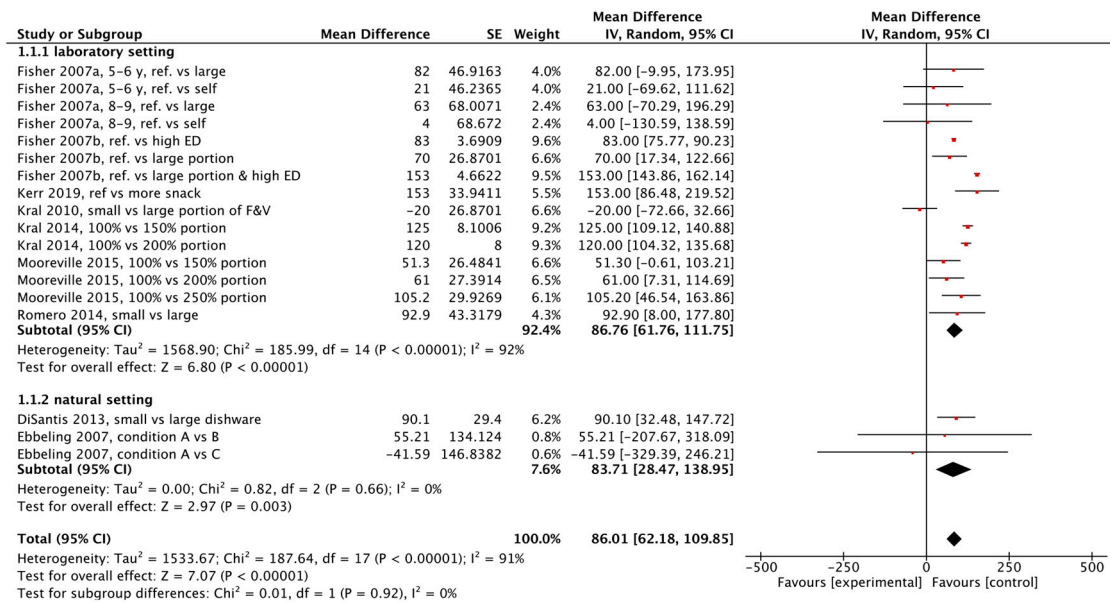 Mean Difference Mean Difference
Study or Subgroup Mean Difference SE Weight IV, Random, 95% CI IV, Random, 95% CI
1.1.1 laboratory setting
Fisher 2007a, 5-6 y, ref. vs large 82 46.9163 4.0% 82.00 [-9.95, 173.95]
Fisher 2007a, 5-6 y, ref. vs self 21 46.2365 4.0% 21.00 [-69.62, 111.62]
Fisher 2007a, 8-9, ref. vs large 63 68.0071 2.4% 63.00 [-70.29, 196.29]
Fisher 2007a, 8-9, ref. vs self 4 68.672 2.4% 4.00 [-130.59, 138.59]
Fisher 2007b, ref. vs high ED 83 3.6909 9.6% 83.00 [75.77, 90.23]
Fisher 2007b, ref. vs large portion 70 26.8701 6.6% 70.00 [17.34, 122.66]
Fisher 2007b, ref. vs large portion & high ED 153 4.6622 9.5% 153.00 [143.86, 162.14]
Kerr 2019, ref vs more snack 153 33.9411 5.5% 153.00 [86.48, 219.52]
Kral 2010, small vs large portion of F&V -20 26.8701 6.6% -20.00 [-72.66, 32.66]
Kral 2014, 100% vs 150% portion 125 8.1006 9.2% 125.00 [109.12, 140.88]
Kral 2014, 100% vs 200% portion 120 8 9.3% 120.00 [104.32, 135.68]
Mooreville 2015, 100% vs 150% portion 51.3 26.4841 6.6% 51.30 [-0.61, 103.21]
Mooreville 2015, 100% vs 200% portion 61 27.3914 6.5% 61.00 [7.31, 114.69]
Mooreville 2015, 100% vs 250% portion 105.2 29.9269 6.1% 105.20 [46.54, 163.86]
Romero 2014, small vs large 92.9 43.3179 4.3% 92.90 [8.00, 177.80]
Subtotal (95% CI) 92.4% 86.76 [61.76, 111.75]
Heterogeneity: Tau² = 1568.90; Chi² = 185.99, df = 14 (P < 0.00001); I² = 92%
Test for overall effect: Z = 6.80 (P < 0.00001)
1.1.2 natural setting
DiSantis 2013, small vs large dishware 90.1 29.4 6.2% 90.10 [32.48, 147.72]
Ebbeling 2007, condition A vs B 55.21 134.124 0.8% 55.21 [-207.67, 318.09]
Ebbeling 2007, condition A vs C -41.59 146.8382 0.6% -41.59 [-329.39, 246.21]
Subtotal (95% CI) 7.6% 83.71 [28.47, 138.95]
Heterogeneity: Tau² = 0.00; Chi² = 0.82, df = 2 (P = 0.66); I² = 0%
Test for overall effect: Z = 2.97 (P = 0.003)
Total (95% CI) 100.0% 86.01 [62.18, 109.85]
Heterogeneity: Tau² = 1533.67; Chi² = 187.64, df = 17 (P < 0.00001); I² = 91%
Test for overall effect: Z = 7.07 (P < 0.00001)
Test for subgroup differences: Chi² = 0.01, df = 1 (P = 0.92), I² = 0%
-500 -250 0 250 500
Favours [experimental] Favours [control]